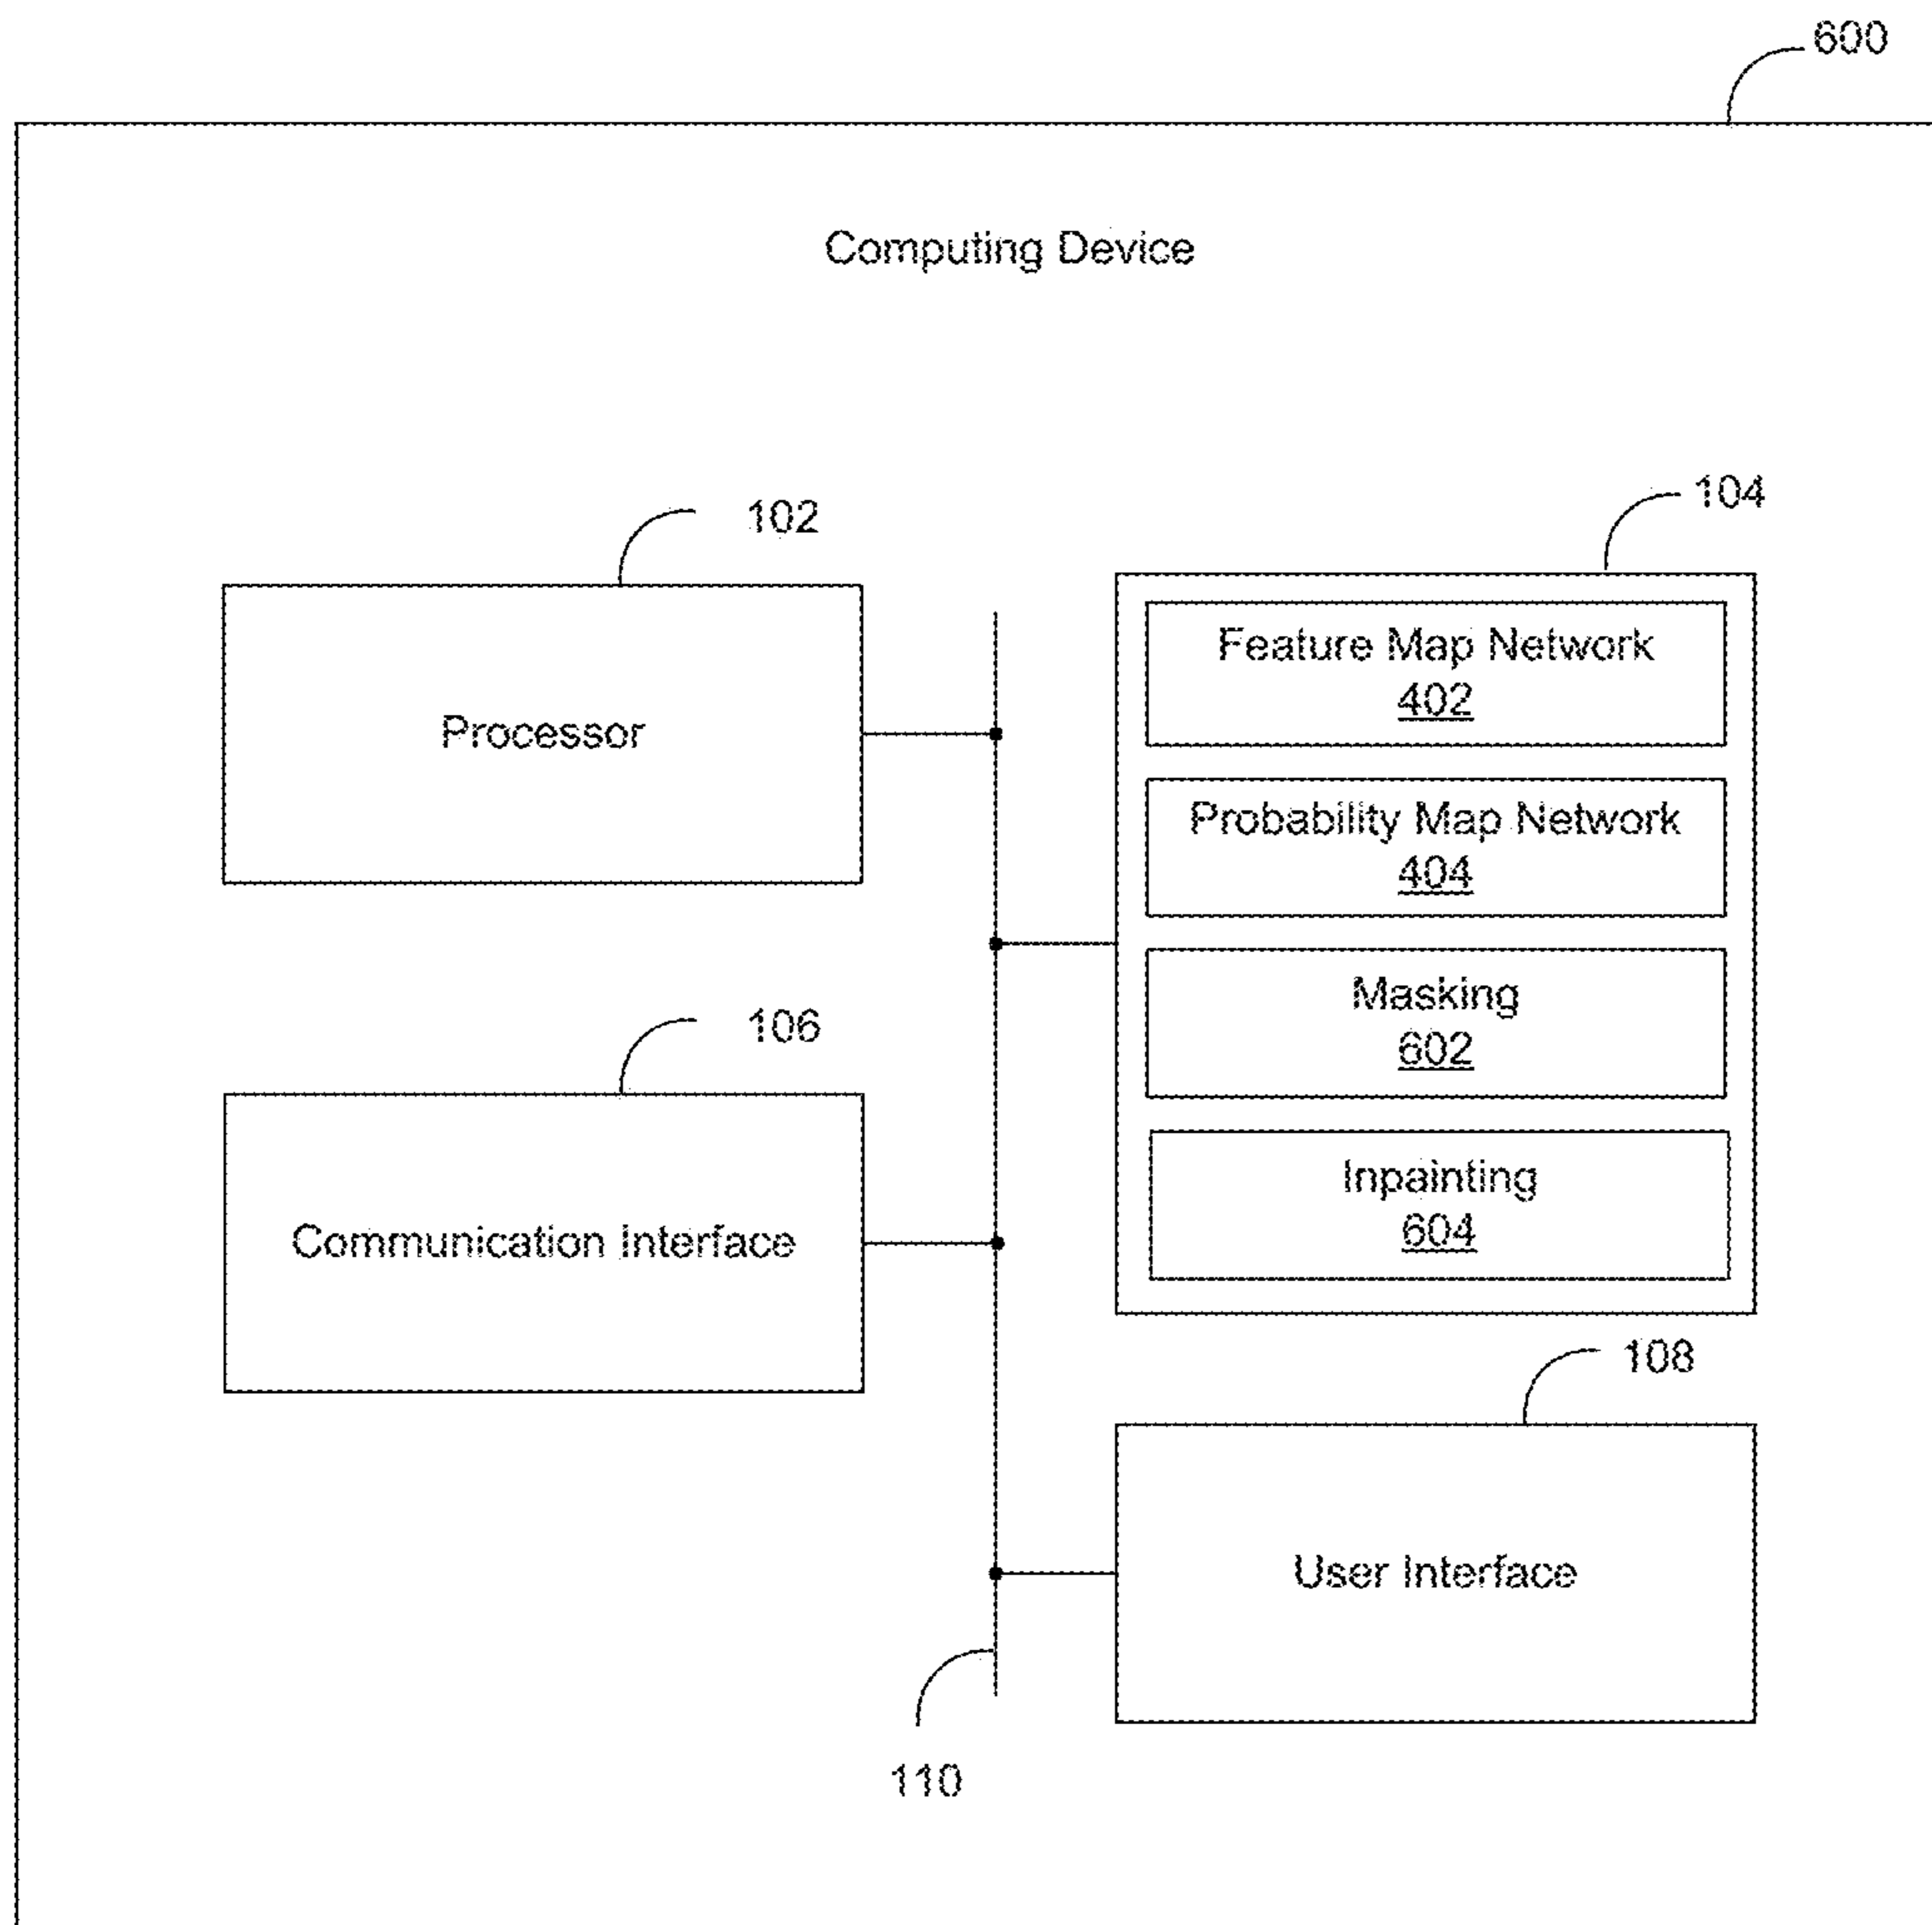 600
Computing Device
102
104
Processor
Feature Map Network
402
Probability Map Network
404
Masking
602
Inpainting
604
106
Communication Interface
108
User Interface
110